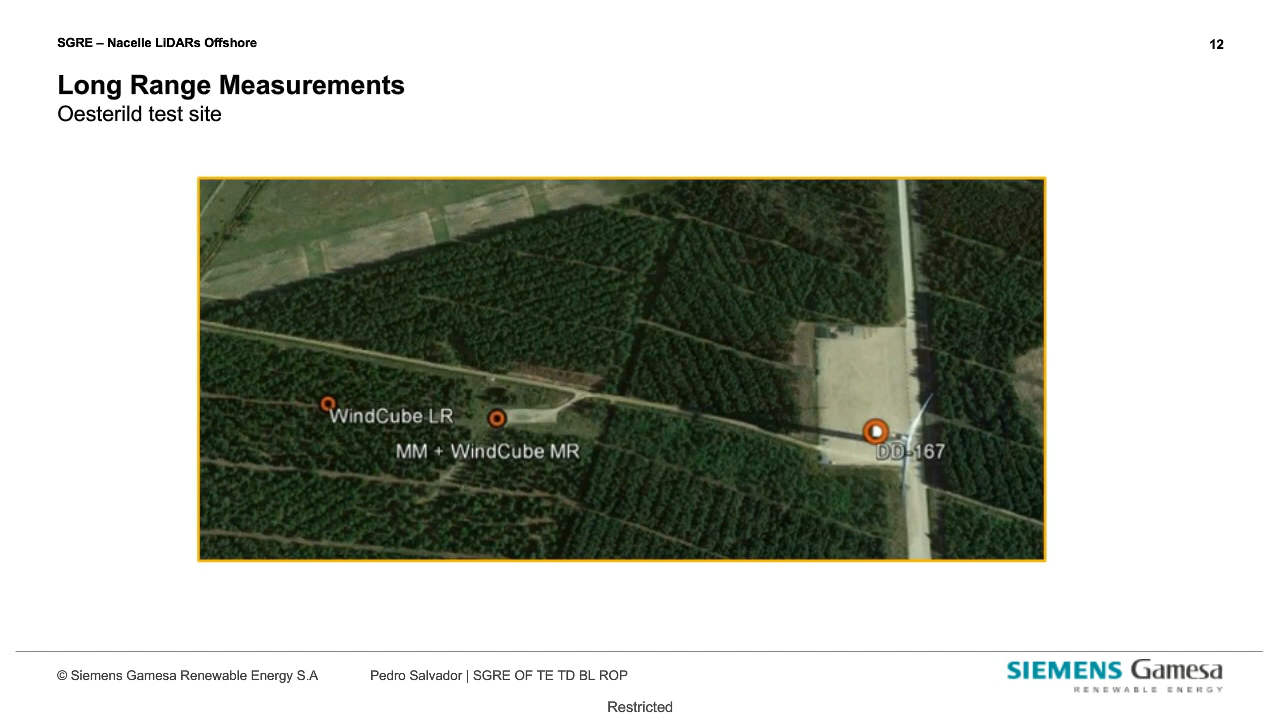 SGRE – Nacelle LiDARs Offshore
12
Long Range Measurements
Oesterild test site
WindCube LR
MM + WindCube MR
DD-167
© Siemens Gamesa Renewable Energy S.A
Pedro Salvador | SGRE OF TE TD BL ROP
SIEMENS Gamesa
RENEWABLE ENERGY
Restricted